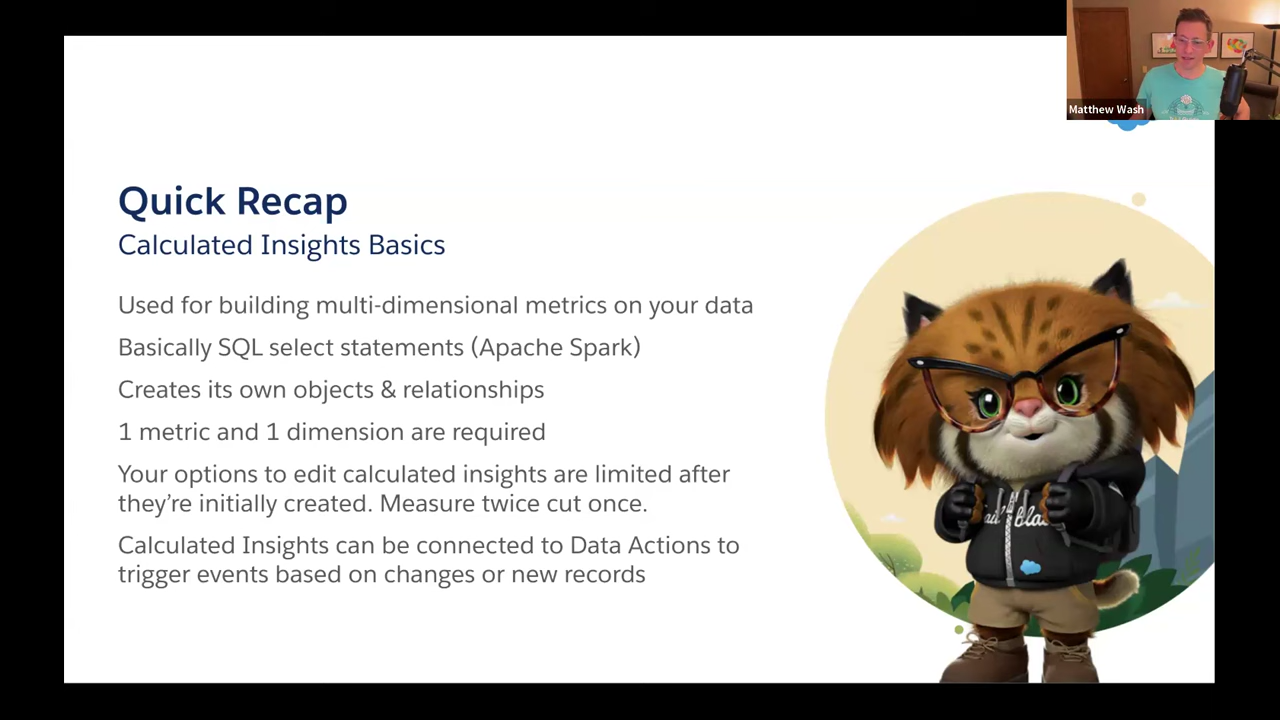 Matthew Wash
Quick Recap
Calculated Insights Basics
Used for building multi-dimensional metrics on your data
Basically SQL select statements (Apache Spark)
Creates its own objects & relationships
1 metric and 1 dimension are required
Your options to edit calculated insights are limited after
they’re initially created. Measure twice cut once.
Calculated Insights can be connected to Data Actions to
trigger events based on changes or new records